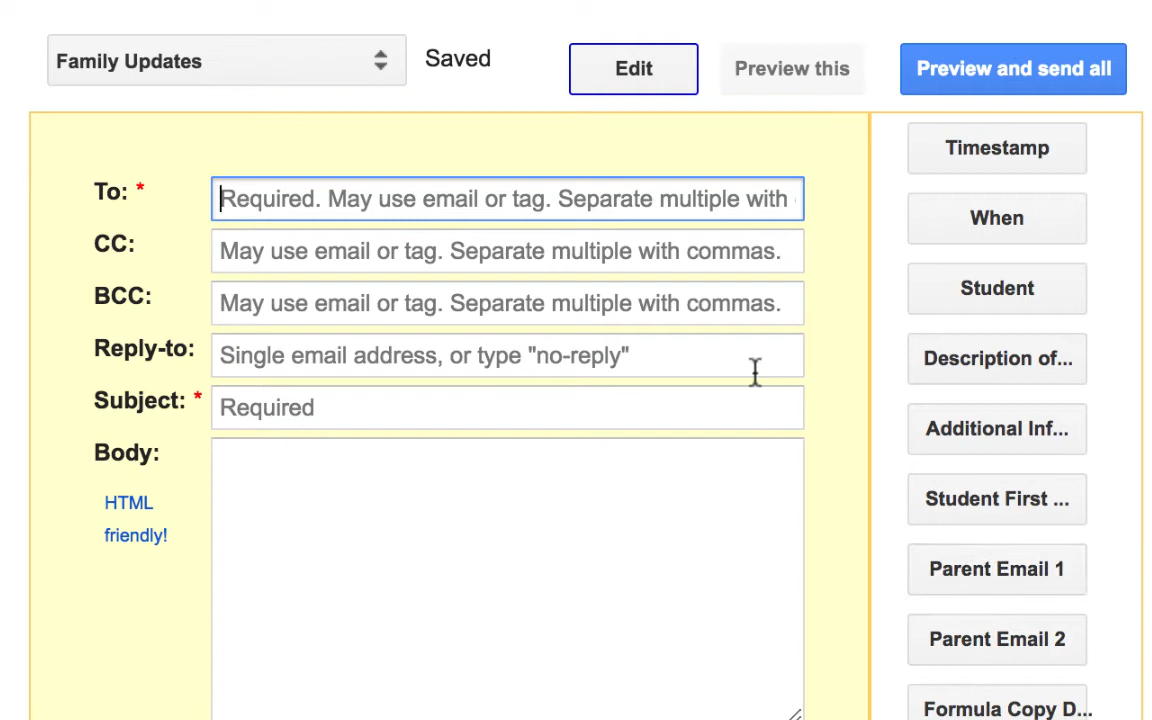 Family Updates
Saved
Edit
Preview this
Preview and send all
To: *
Required. May use email or tag. Separate multiple with
CC:
May use email or tag. Separate multiple with commas.
BCC:
May use email or tag. Separate multiple with commas.
Reply-to:
Single email address, or type "no-reply"
Subject: *
Required
Body:
HTML
friendly!
Timestamp
When
Student
Description of...
Additional Inf...
Student First ...
Parent Email 1
Parent Email 2
Formula Copy D...